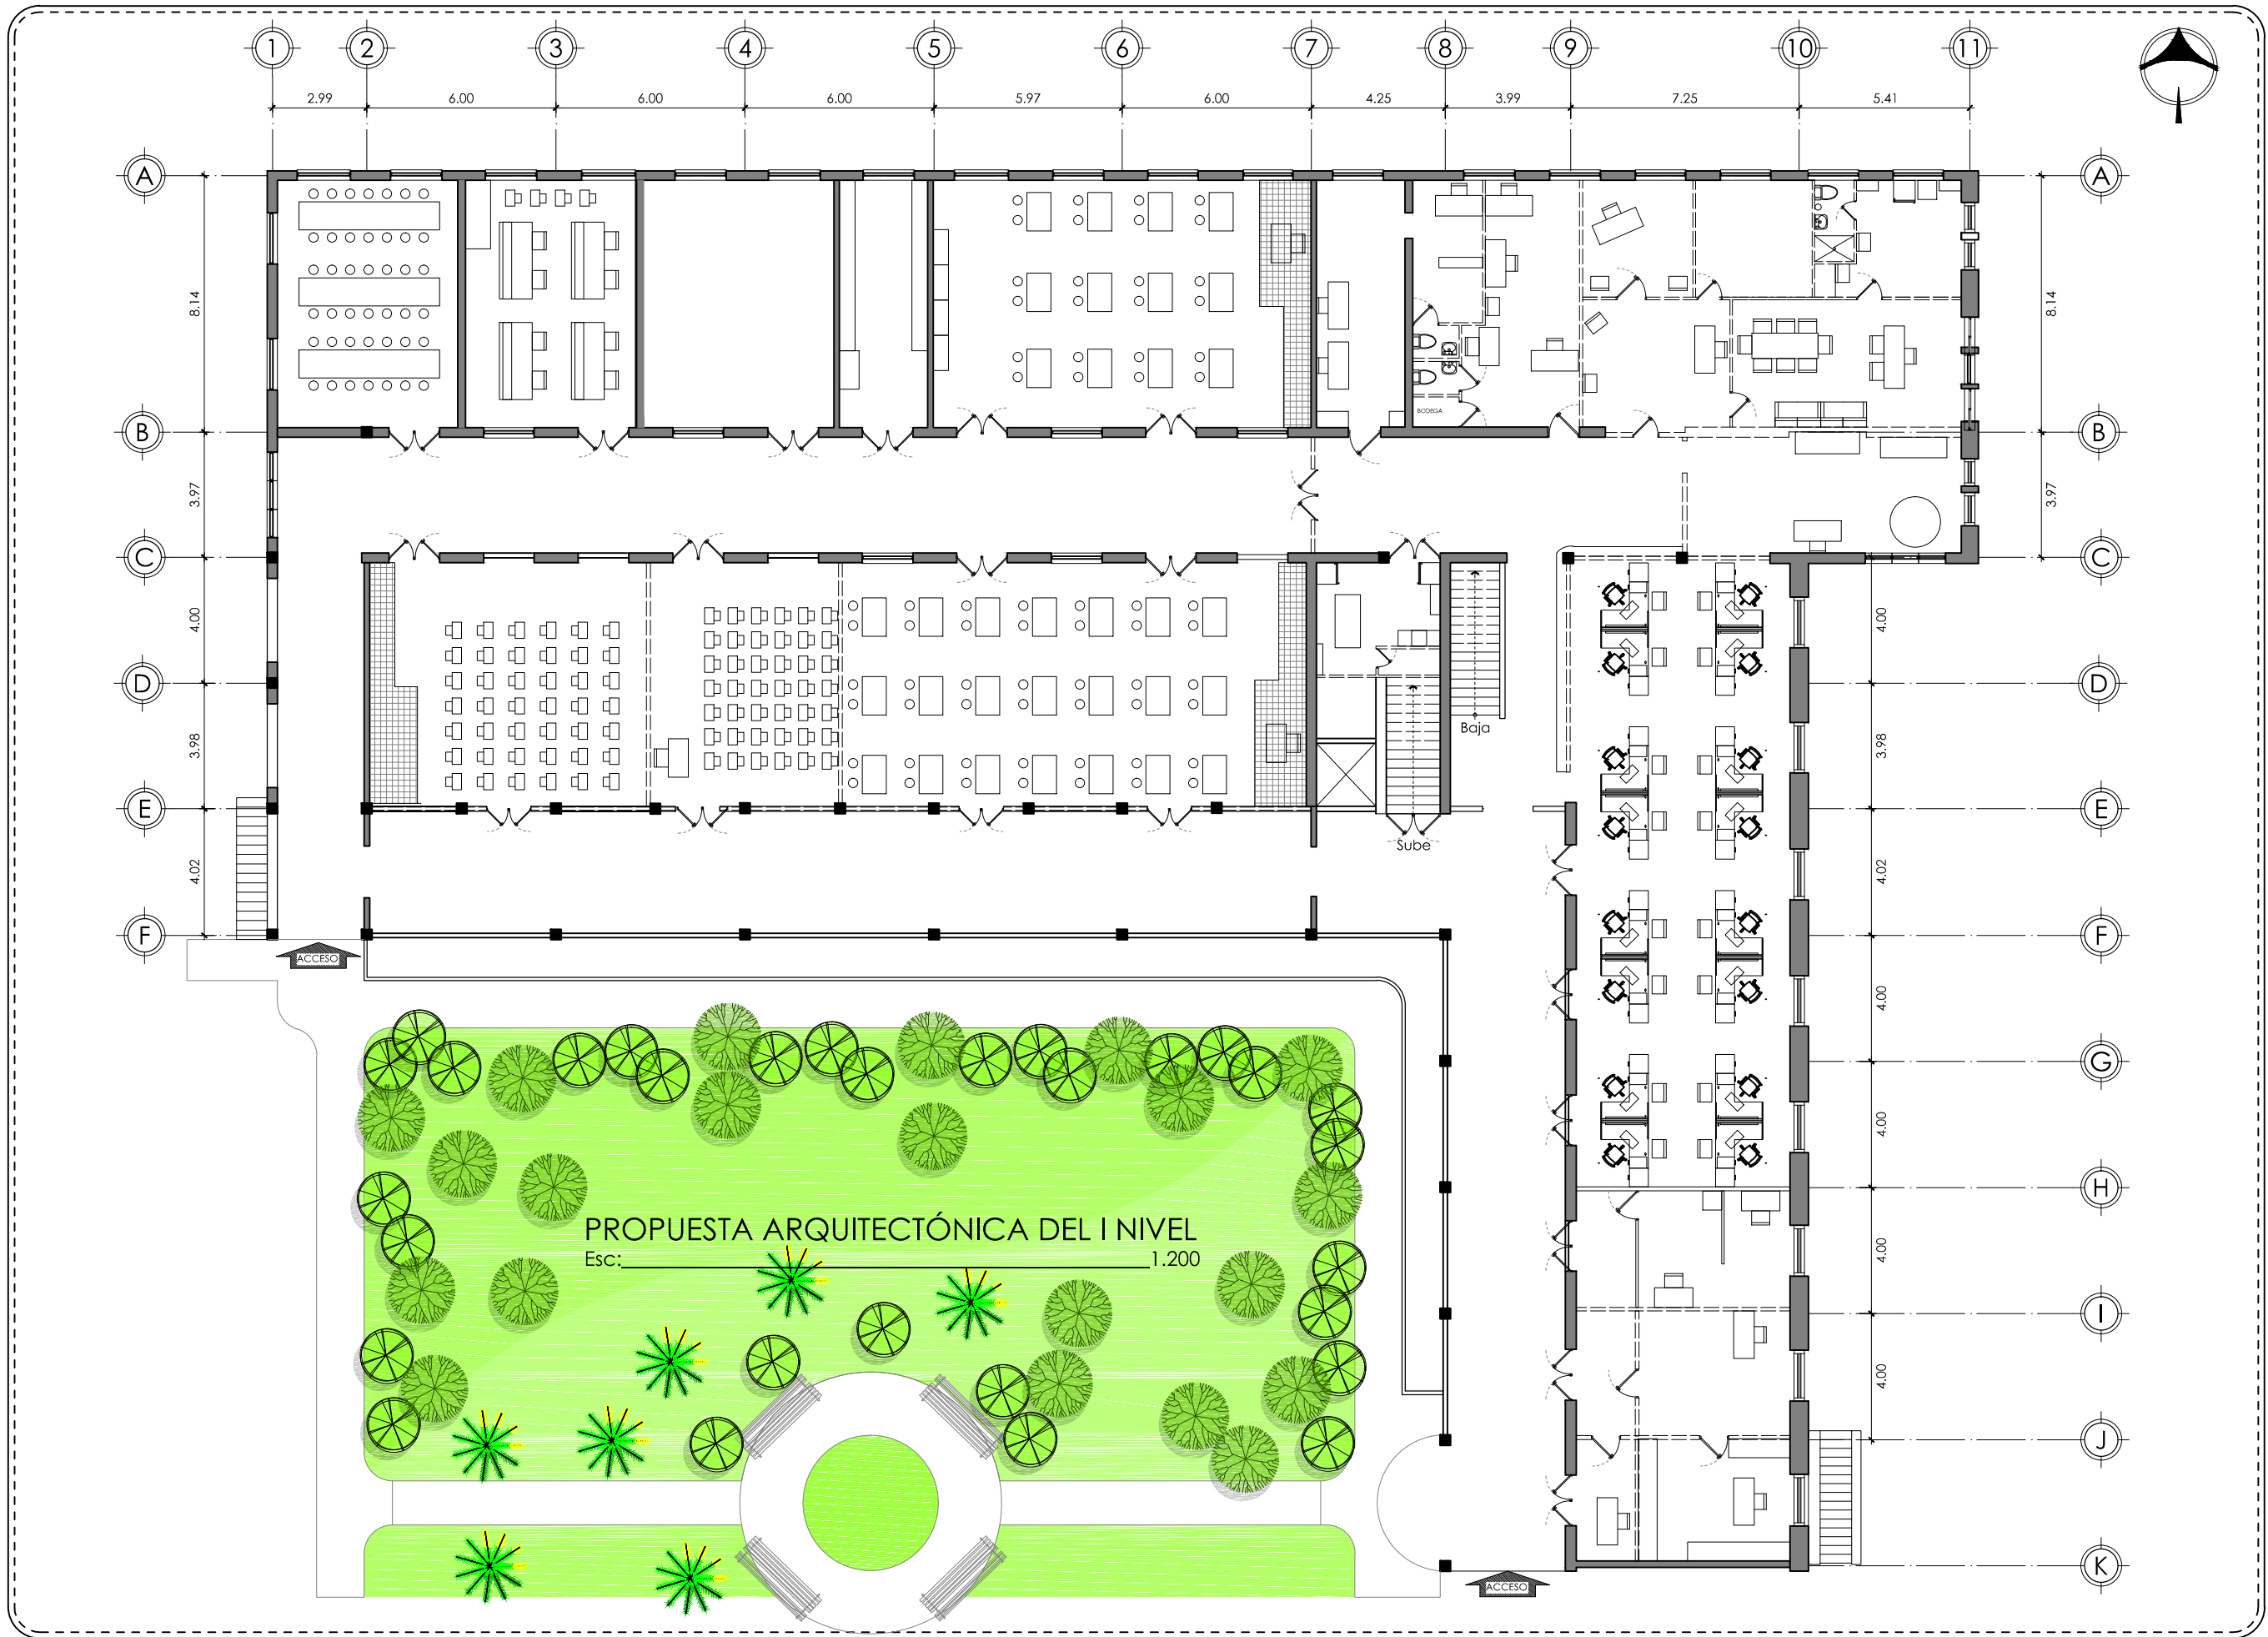 1 2 3 4 5 6 7 8 9 10 11
2.99 6.00 6.00 6.00 5.97 6.00 4.25 3.99 7.25 5.41
A A
8.14 8.14
BODEGA
B B
3.97 3.97
C C
4.00 4.00
D D
Baja
3.98 3.98
E E
Sube
4.02 4.02
F F
ACCESO
4.00
G
4.00
H
PROPUESTA ARQUITECTÓNICA DEL I NIVEL
Esc: 1.200
4.00
I
4.00
J
K
ACCESO